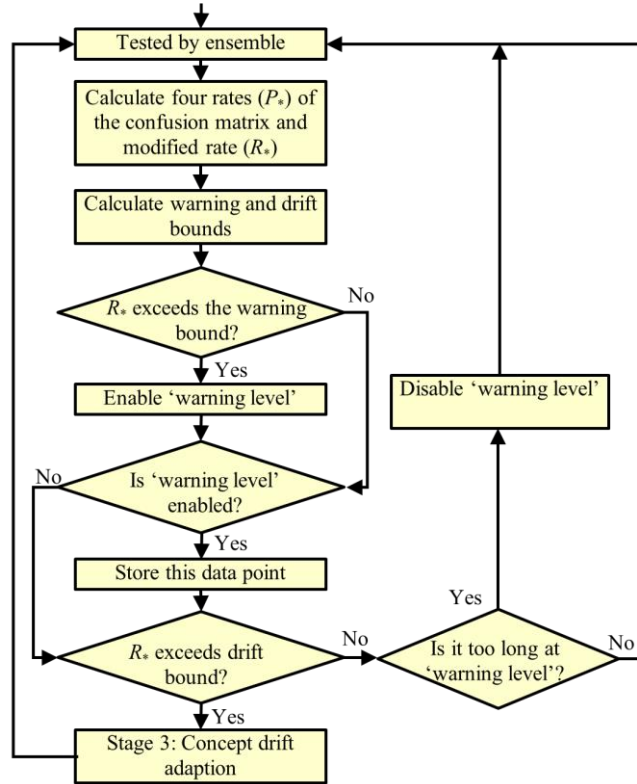 Tested by ensemble
Calculate four rates (P*) of
the confusion matrix and
modified rate (R*)
Calculate warning and drift
bounds
R* exceeds the warning
bound?
No
Yes
Enable ‘warning level’
Disable ‘warning level’
No
Is ‘warning level’
enabled?
Yes
Store this data point
Yes
R* exceeds drift
bound?
No
Is it too long at
‘warning level’?
No
Yes
Stage 3: Concept drift
adaption